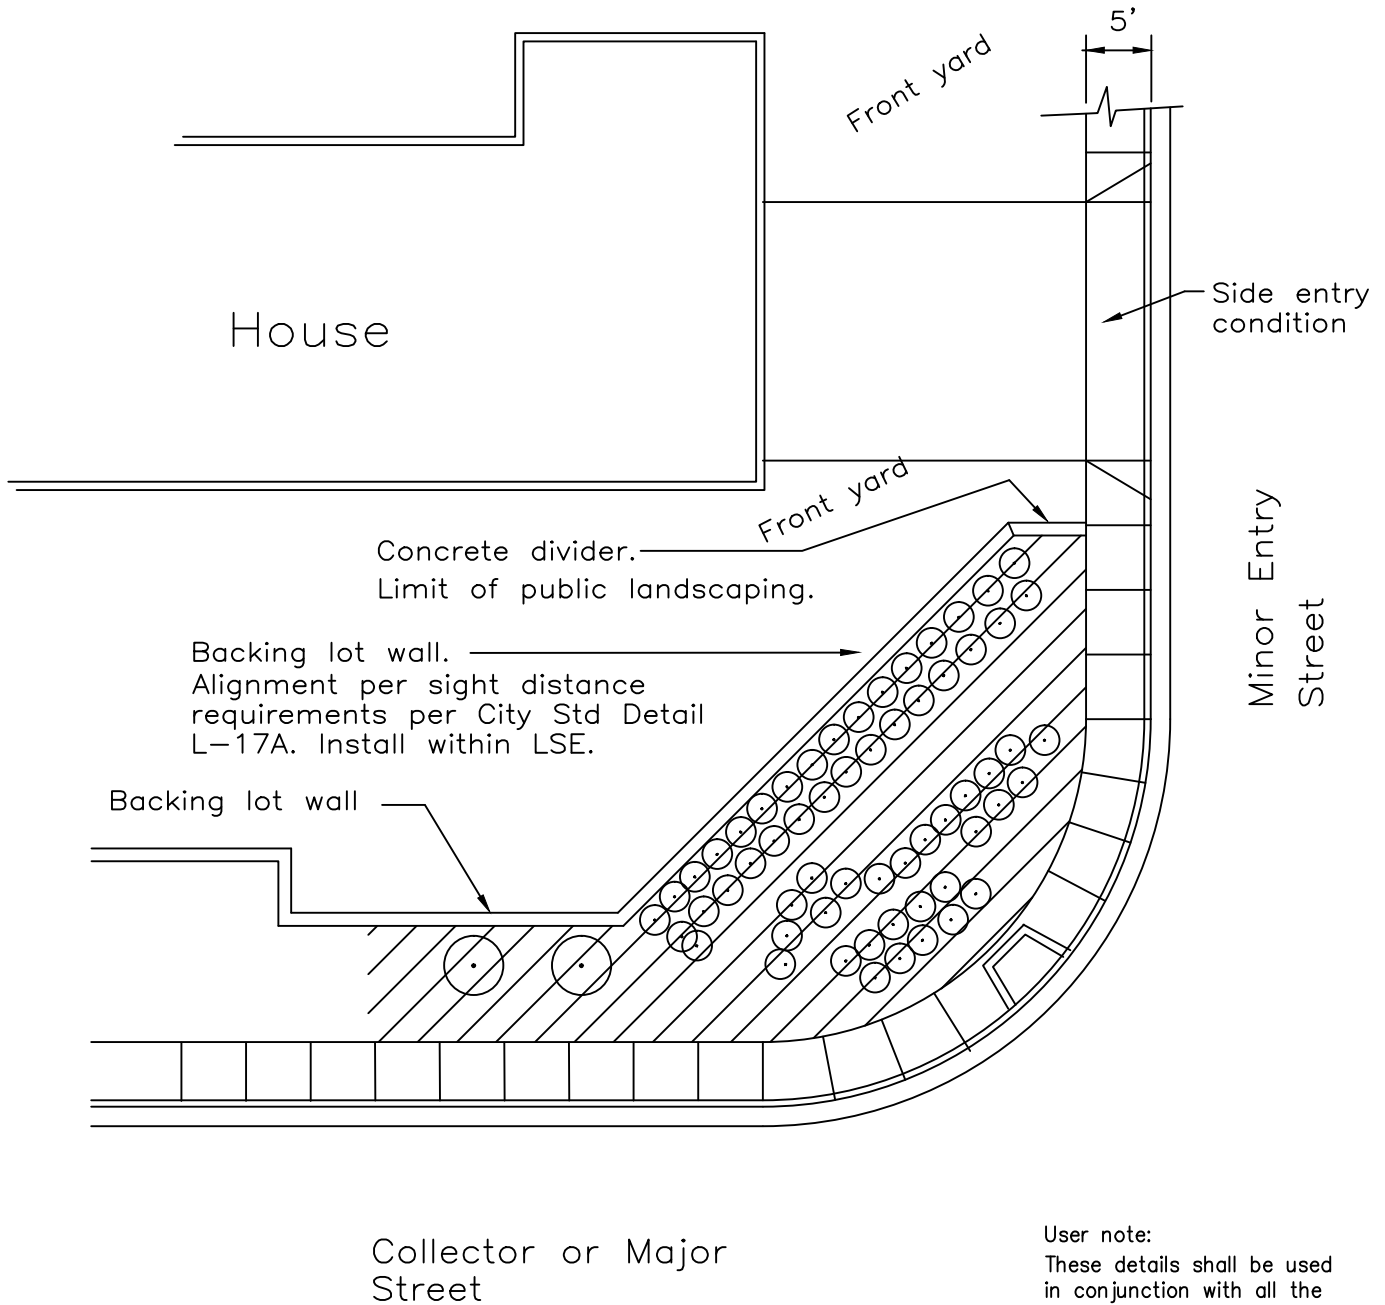 5'
Front yard
Side entry
condition
House
Front yard
Concrete divider.
Limit of public landscaping.
Minor Entry
Street
Backing lot wall.
Alignment per sight distance
requirements per City Std Detail
L-17A. Install within LSE.
Backing lot wall
Collector or Major
Street
User note:
These details shall be used
in conjunction with all the